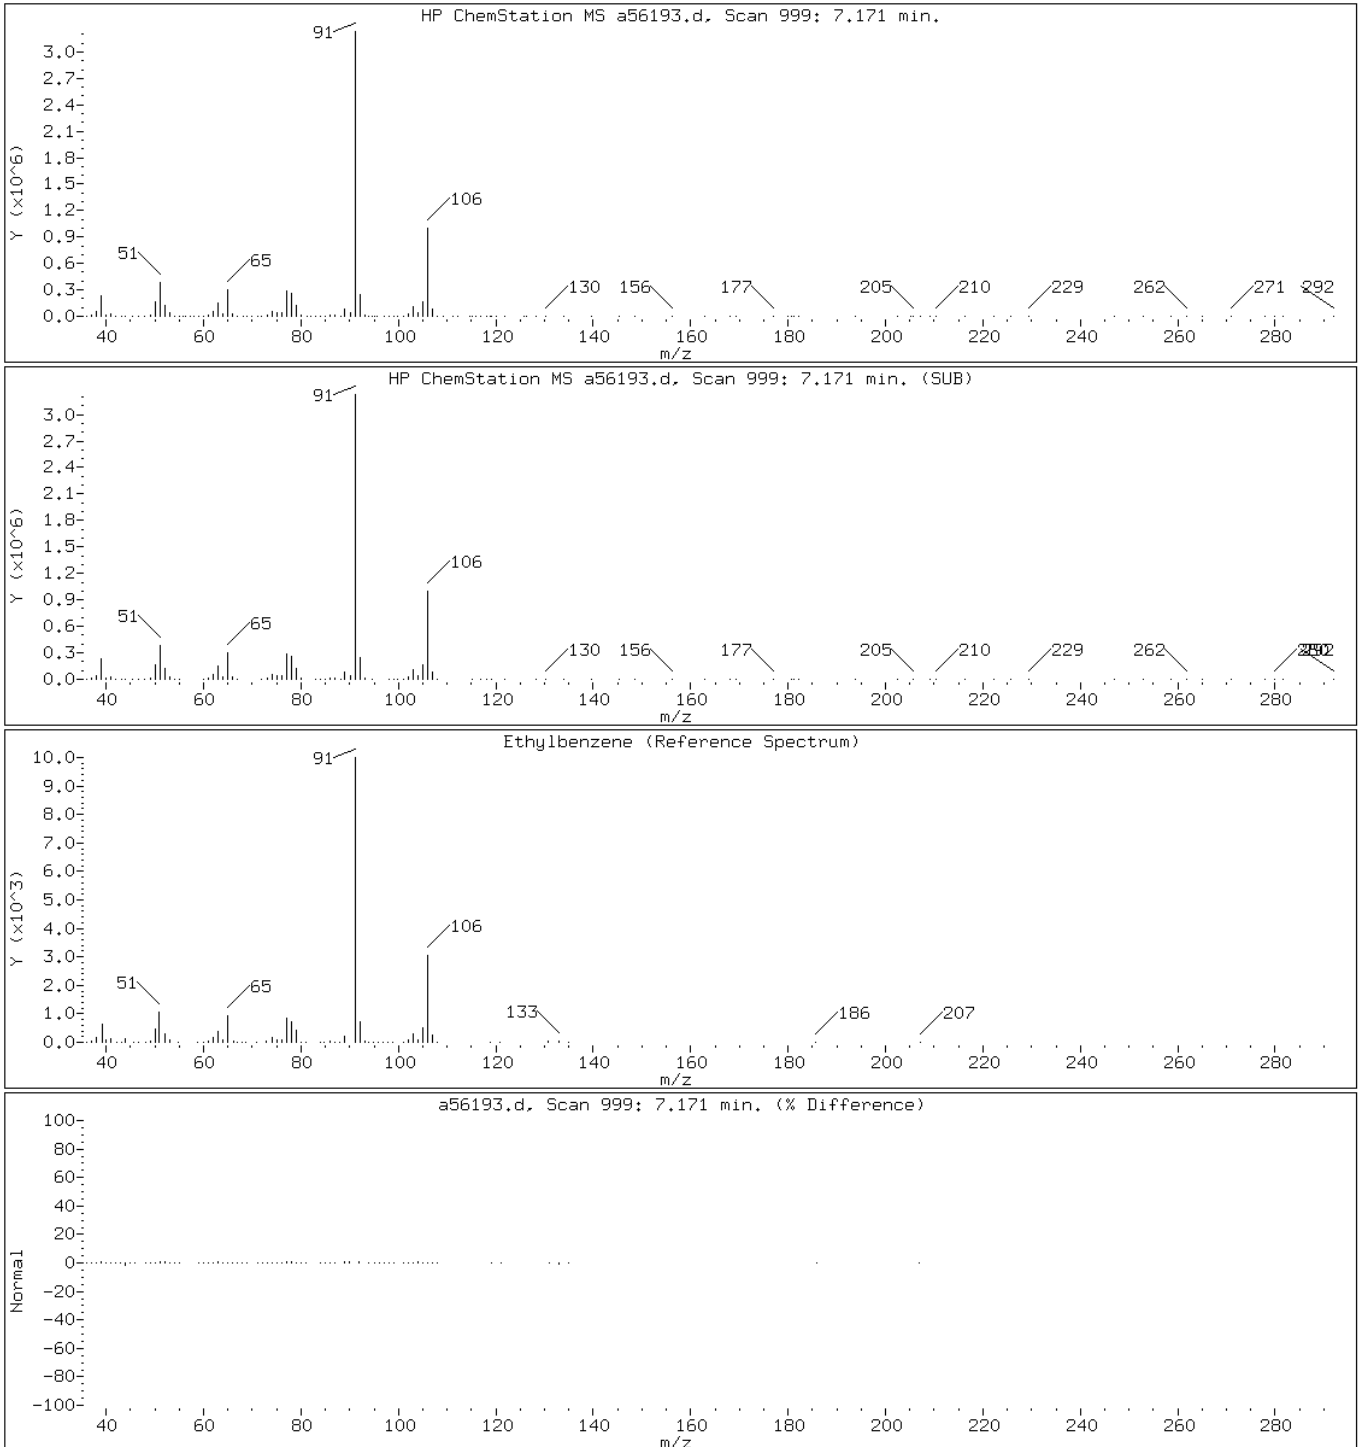 HP ChemStation MS a56193.d, Scan 999: 7.171 min.
91
3.0
2.7
2.4
2.1
1.8
1.5
1.2
0.9
0.6
0.3
0.0
Y (x10^6)
106
51
65
130 156 177 205 210 229 262 271 292
40 60 80 100 120 140 160 180 200 220 240 260 280
m/z
HP ChemStation MS a56193.d, Scan 999: 7.171 min. (SUB)
91
3.0
2.7
2.4
2.1
1.8
1.5
1.2
0.9
0.6
0.3
0.0
Y (x10^6)
106
51
65
130 156 177 205 210 229 262
40 60 80 100 120 140 160 180 200 220 240 260 280
m/z
Ethylbenzene (Reference Spectrum)
91
10.0
9.0
8.0
7.0
6.0
5.0
4.0
3.0
2.0
1.0
0.0
Y (x10^3)
106
51
65
133 186 207
40 60 80 100 120 140 160 180 200 220 240 260 280
m/z
a56193.d, Scan 999: 7.171 min. (% Difference)
100
80
60
40
20
0
-20
-40
-60
-80
-100
Normal
40 60 80 100 120 140 160 180 200 220 240 260 280
m/z